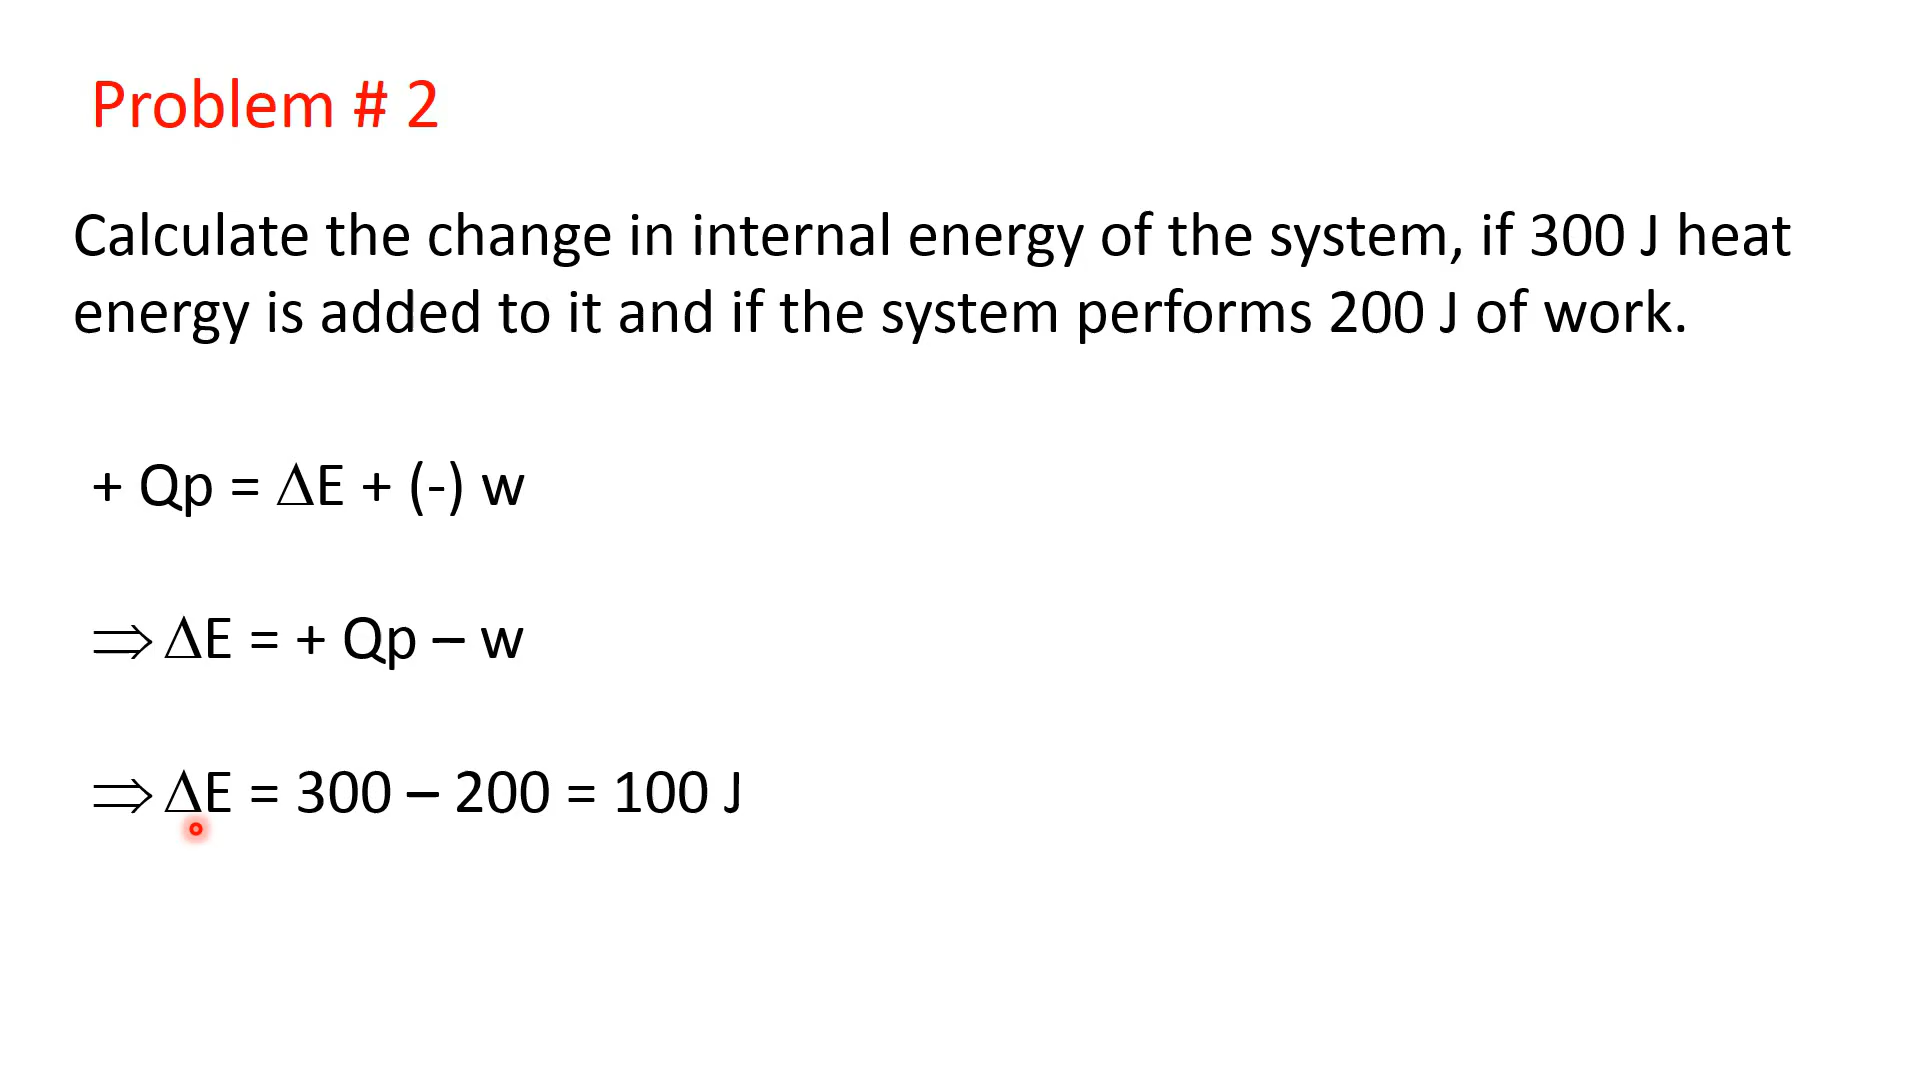 Problem # 2
Calculate the change in internal energy of the system, if 300 J heat
energy is added to it and if the system performs 200 J of work.
+ Qp = ΔE + (-) w
⇒ ΔE = + Qp – w
⇒ ΔE = 300 – 200 = 100 J